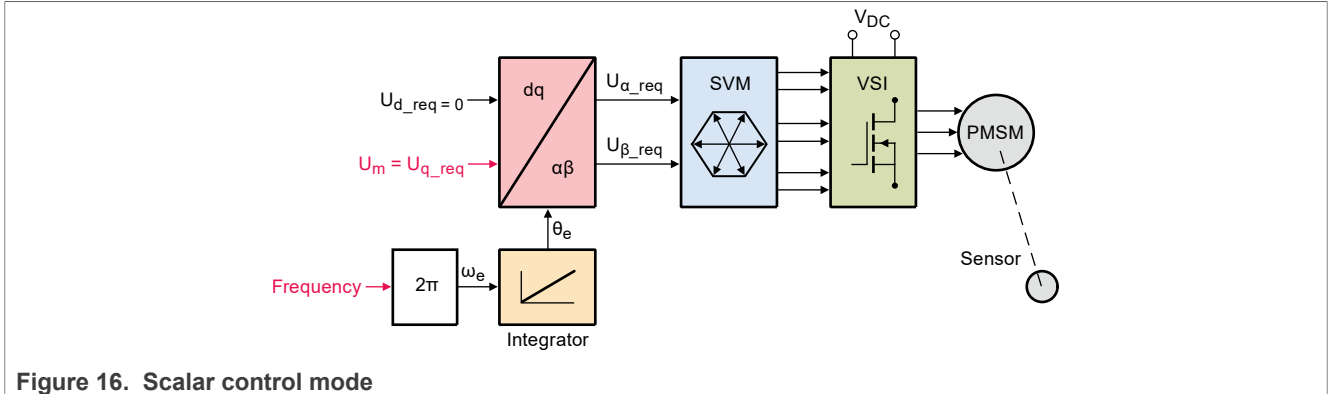 V_DC
dq
αβ
U_d_req = 0
U_m = U_q_req
U_α_req
U_β_req
SVM
VSI
PMSM
θ_e
Sensor
Frequency
2π
ω_e
Integrator
Figure 16. Scalar control mode